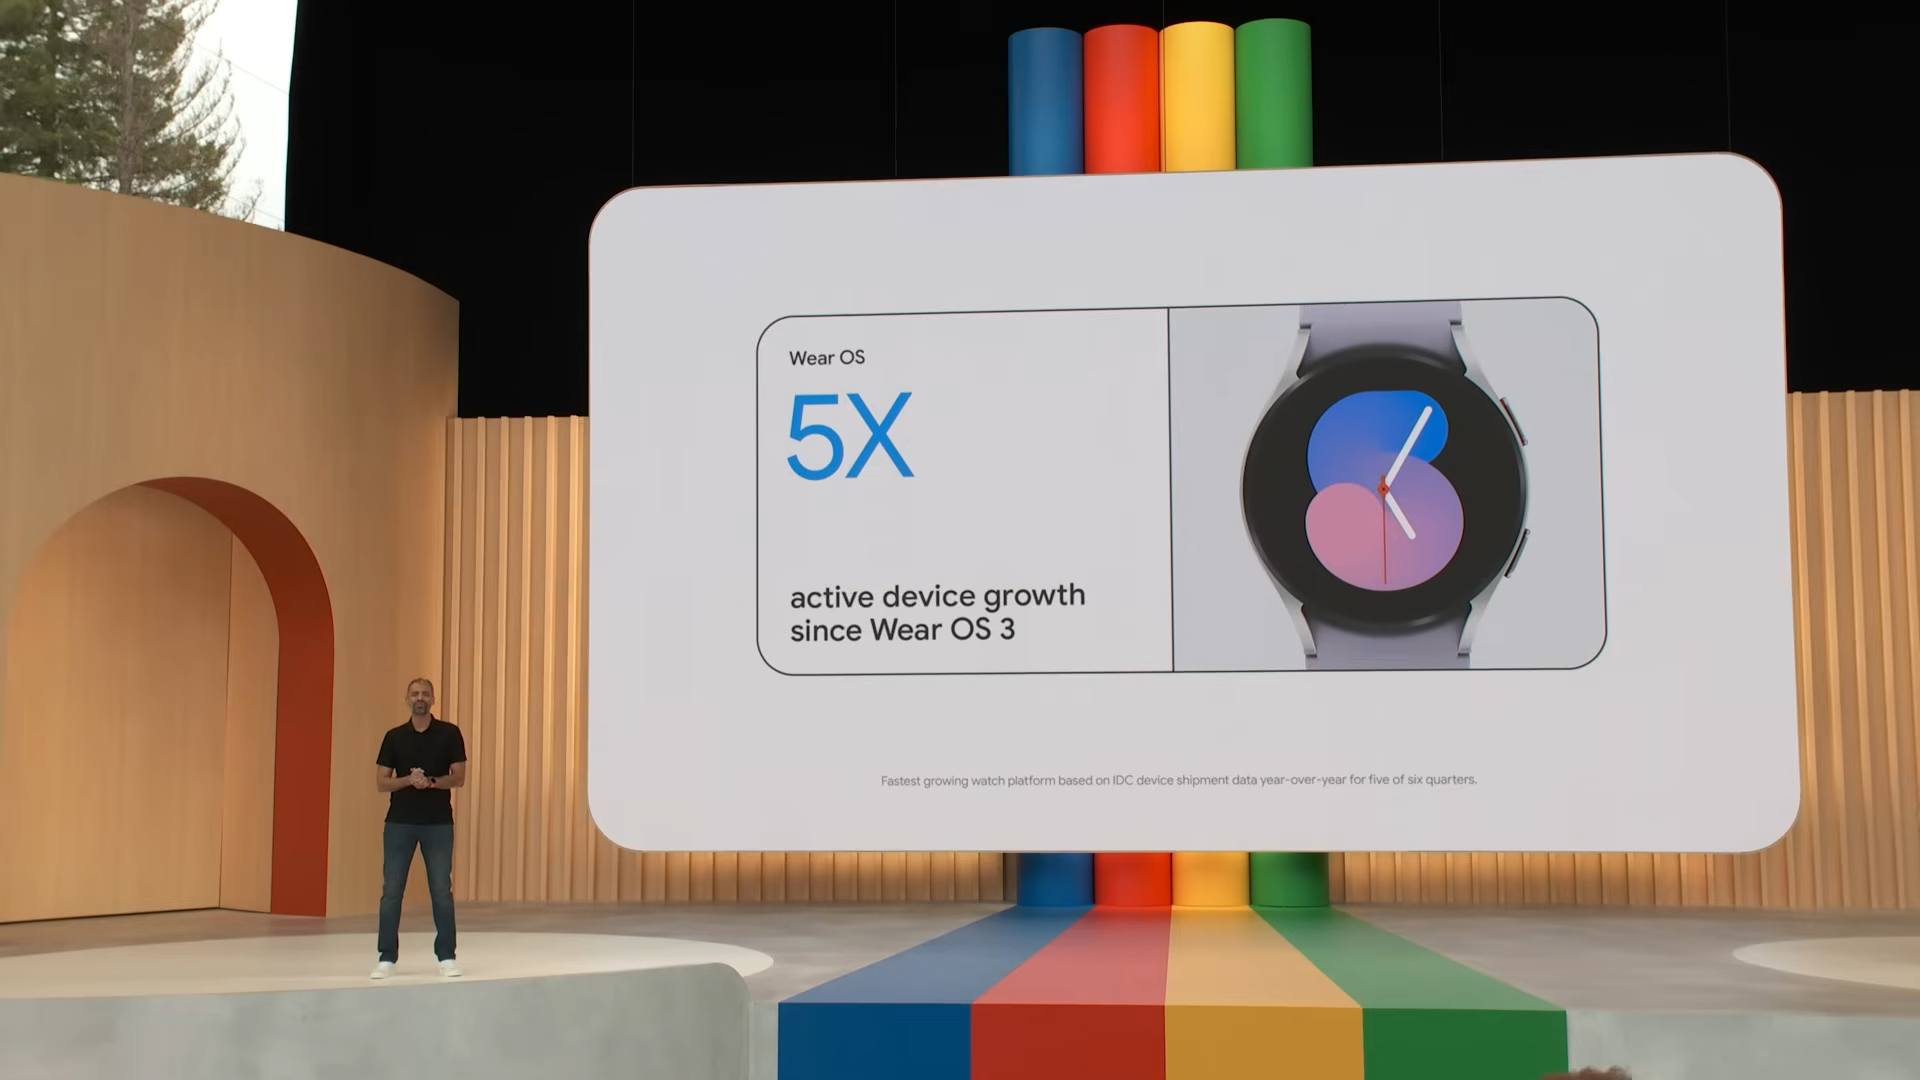 Wear OS
5X
active device growth
since Wear OS 3
Fastest growing watch platform based on IDC device shipment data year-over-year for five of six quarters.